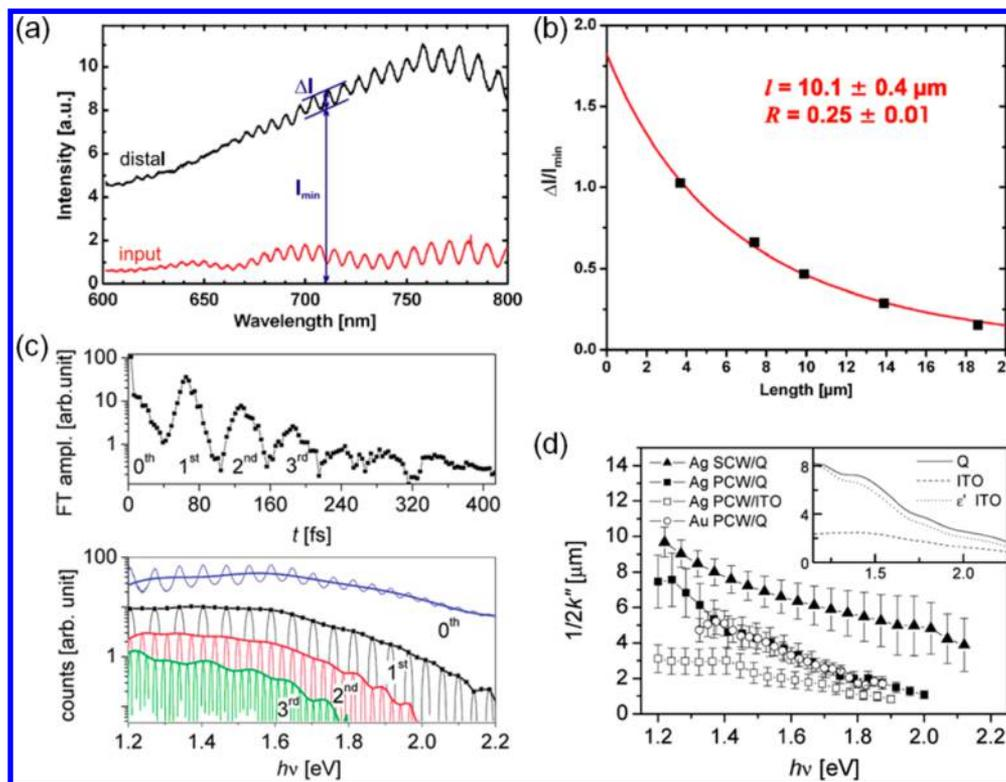 (a)
10
8
6
4
2
0
Intensity [a.u.]
distal
input
ΔI
I_min
600
650
700
750
800
Wavelength [nm]
(b)
2.0
1.5
1.0
0.5
0.0
ΔI/I_min
l = 10.1 ± 0.4 µm
R = 0.25 ± 0.01
0 2 4 6 8 10 12 14 16 18 20
Length [µm]
(c)
100
10
1
FT ampl. [arb.unit]
0th 1st 2nd 3rd
0 80 160 240 320 400
t [fs]
100
1
counts [arb. unit]
0th
1st
2nd
3rd
1.2 1.4 1.6 1.8 2.0 2.2
hν [eV]
(d)
14
12
10
8
6
4
2
0
1/2k" [µm]
Ag SCW/Q
Ag PCW/Q
Ag PCW/ITO
Au PCW/Q
8
4
0
Q
ITO
ε' ITO
1.5 2.0
1.2 1.4 1.6 1.8 2.0 2.2
hν [eV]